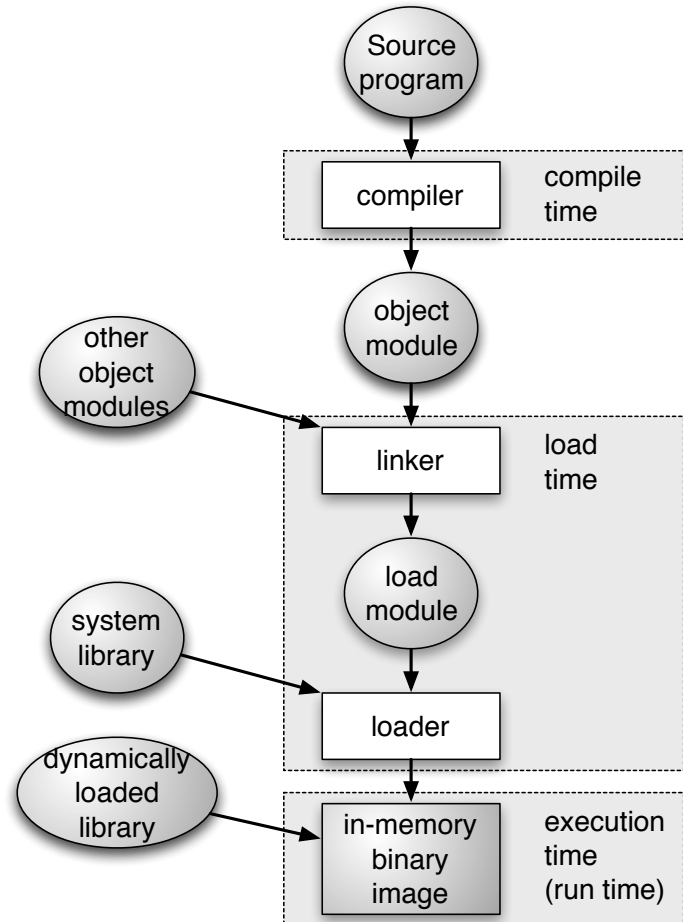 Source
program
compiler
compile
time
object
module
other
object
modules
linker
load
time
load
module
system
library
loader
dynamically
loaded
library
in-memory
binary
image
execution
time
(run time)